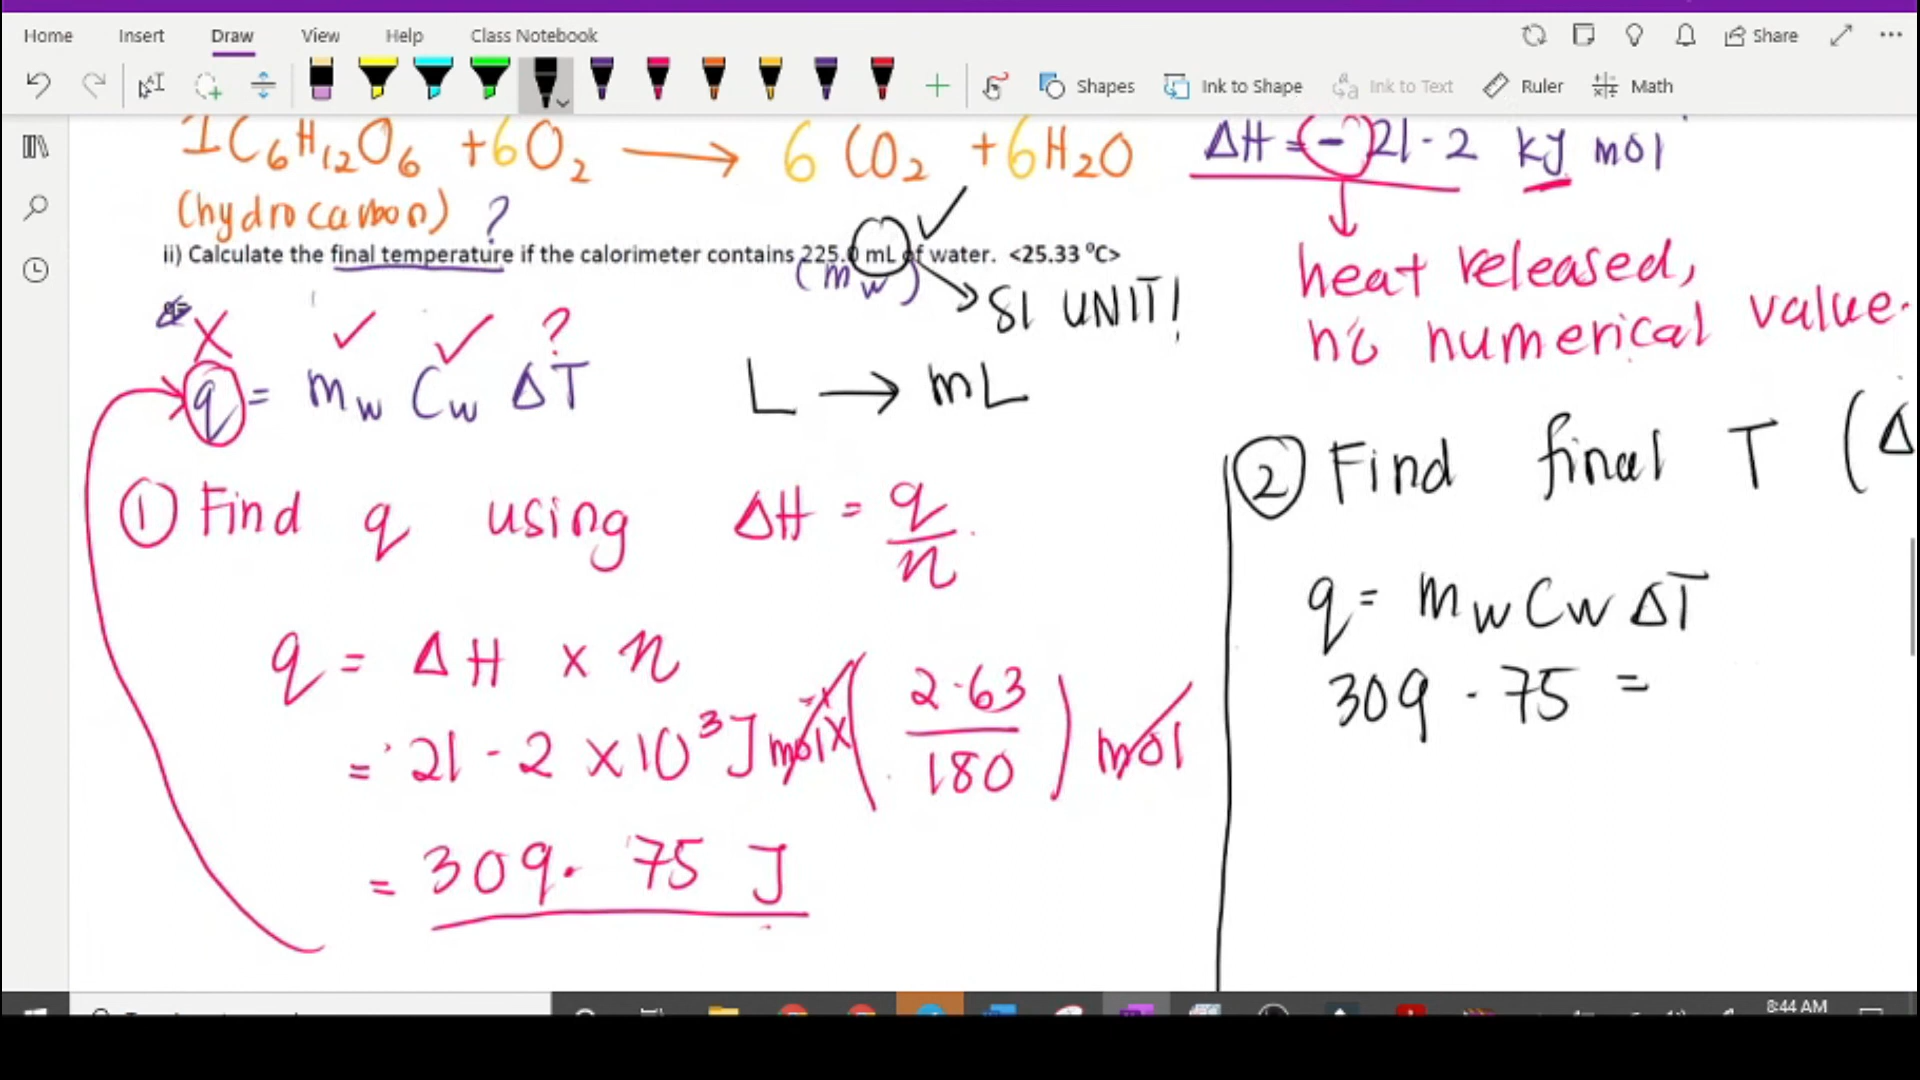 Home Insert Draw View Help Class Notebook Share
Shapes Ink to Shape Ink to Text Ruler Math
1C6H12O6 +6O2 → 6 CO2 +6H2O ΔH = -21.2 kJ mol
(hydrocarbon) ?
ii) Calculate the final temperature if the calorimeter contains 225.0 mL of water. <25.33 ⁰C>
(mw)
SI UNIT!
heat released,
numerical value.
?
q = mw Cw ΔT
L → mL
① Find q using ΔH = q/n
q = ΔH x n
= 21.2 x10³ J mol⁻¹ x (2.63/180) mol
= 309.75 J
② Find final T (Δ
q = mw Cw ΔT
309.75 =
8:44 AM